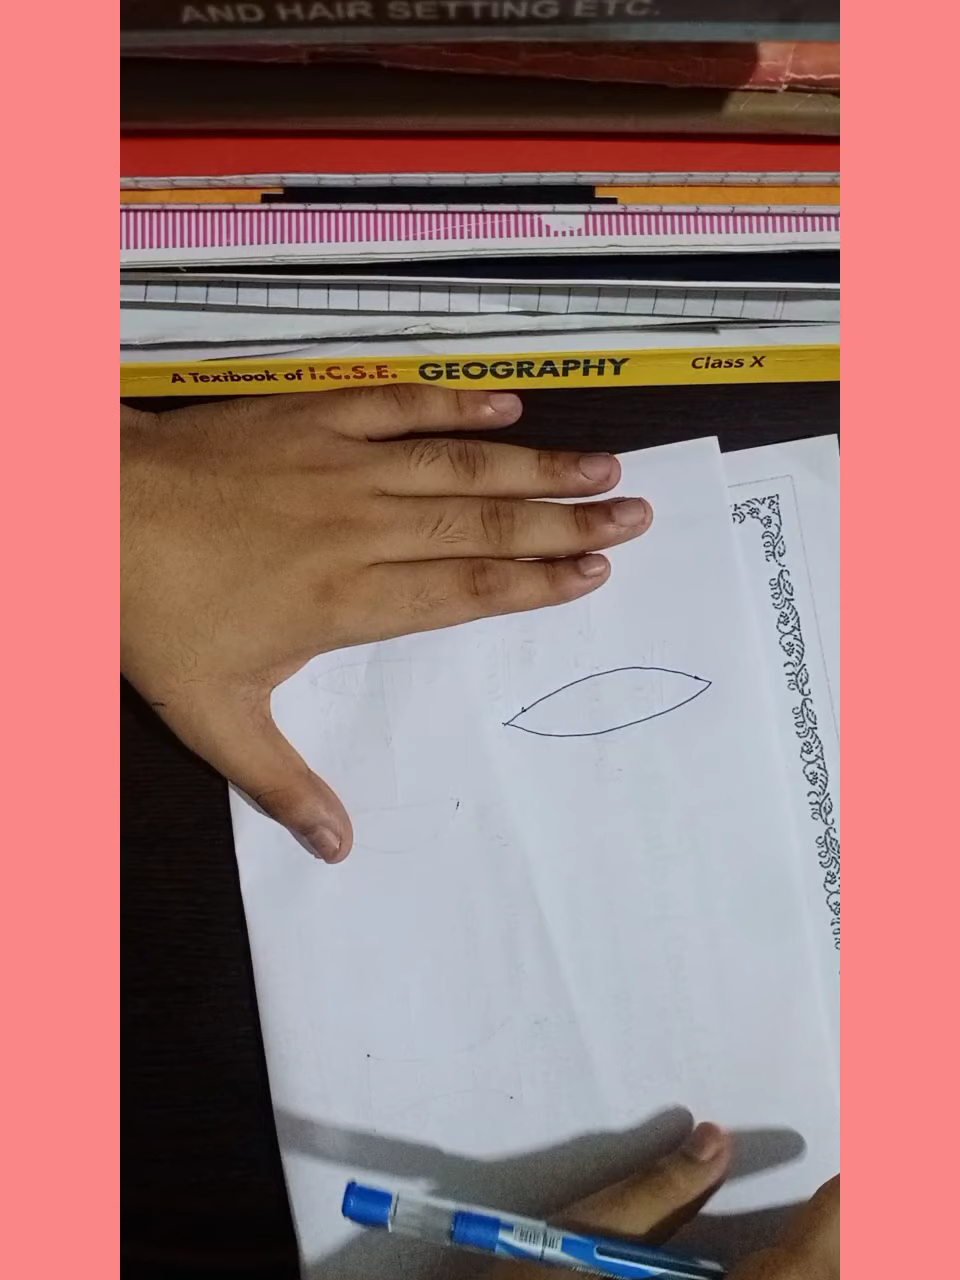 AND HAIR SETTING ETC.
A Textbook of I.C.S.E. GEOGRAPHY Class X